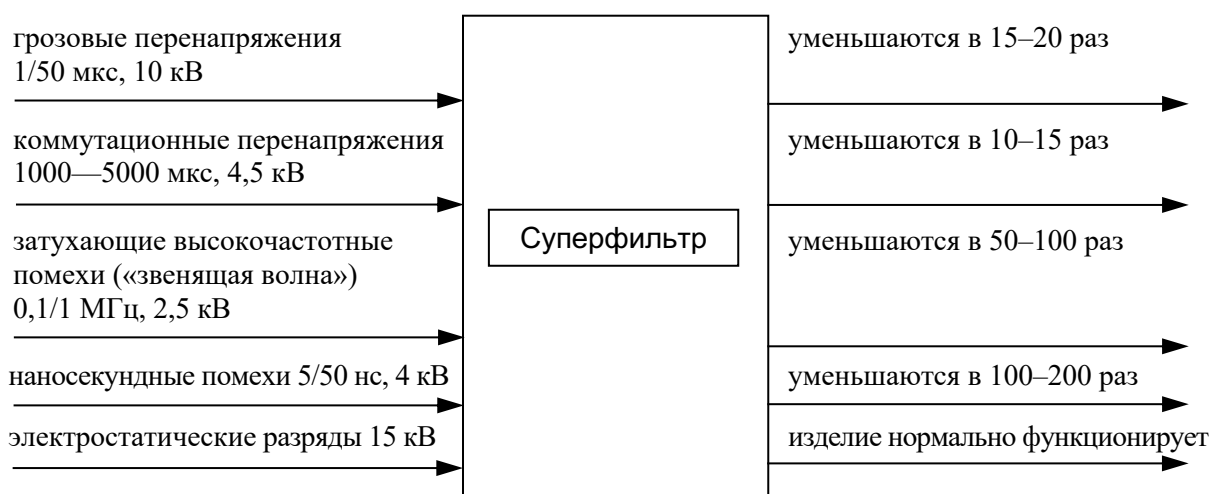 грозовые перенапряжения
1/50 мкс, 10 кВ
уменьшаются в 15–20 раз
коммутационные перенапряжения
1000—5000 мкс, 4,5 кВ
уменьшаются в 10–15 раз
затухающие высокочастотные
помехи («звенящая волна»)
0,1/1 МГц, 2,5 кВ
Суперфильтр
уменьшаются в 50–100 раз
наносекундные помехи 5/50 нс, 4 кВ
уменьшаются в 100–200 раз
электростатические разряды 15 кВ
изделие нормально функционирует